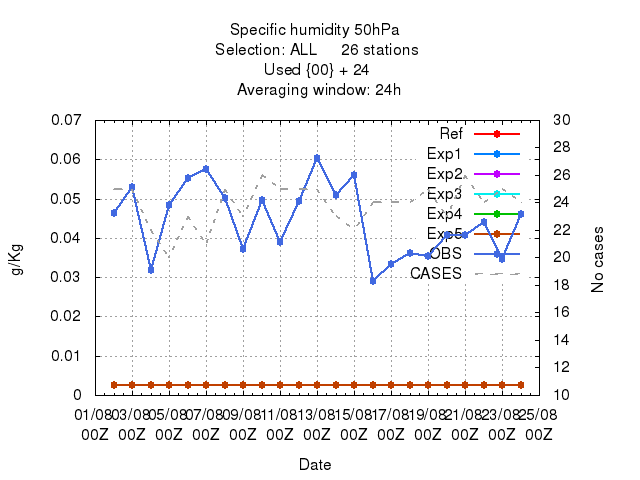 Specific humidity 50hPa
Selection: ALL 26 stations
Used {00} + 24
Averaging window: 24h
0.07
0.06
0.05
0.04
0.03
0.02
0.01
0
g/Kg
30
28
26
24
22
20
18
16
14
12
10
No cases
Ref
Exp1
Exp2
Exp3
Exp4
Exp5
OBS
CASES
01/08 03/08 05/08 07/08 09/08 11/08 13/08 15/08 17/08 19/08 21/08 23/08 25/08
00Z 00Z 00Z 00Z 00Z 00Z 00Z 00Z 00Z 00Z 00Z 00Z 00Z
Date